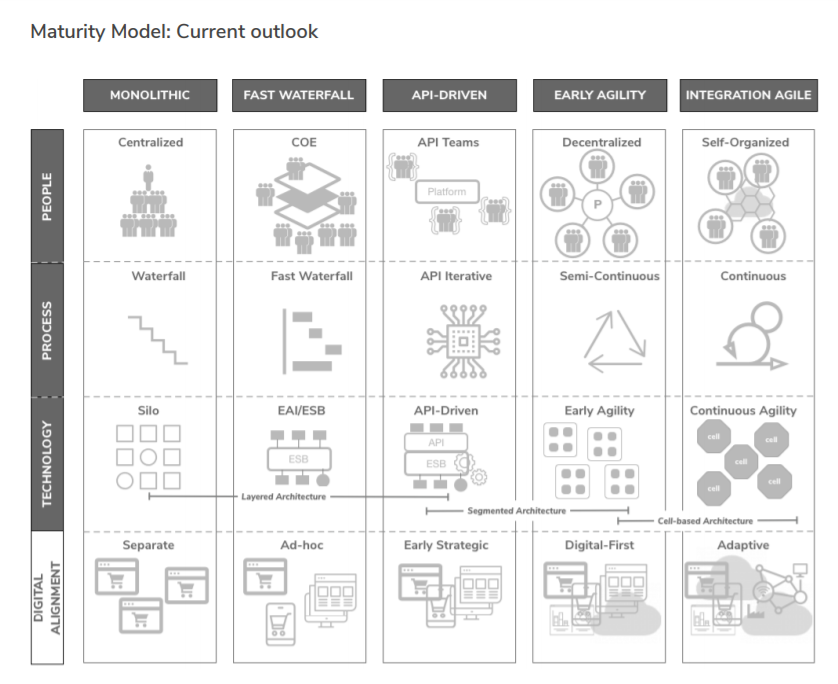 Maturity Model: Current outlook
MONOLITHIC
FAST WATERFALL
API-DRIVEN
EARLY AGILITY
INTEGRATION AGILE
PEOPLE
Centralized
COE
API Teams
Decentralized
Self-Organized
Platform
P
PROCESS
Waterfall
Fast Waterfall
API Iterative
Semi-Continuous
Continuous
TECHNOLOGY
Silo
EAI/ESB
API-Driven
Early Agility
Continuous Agility
ESB
API
ESB
cell
cell
cell
cell
cell
Layered Architecture
Segmented Architecture
Cell-based Architecture
DIGITAL
ALIGNMENT
Separate
Ad-hoc
Early Strategic
Digital-First
Adaptive